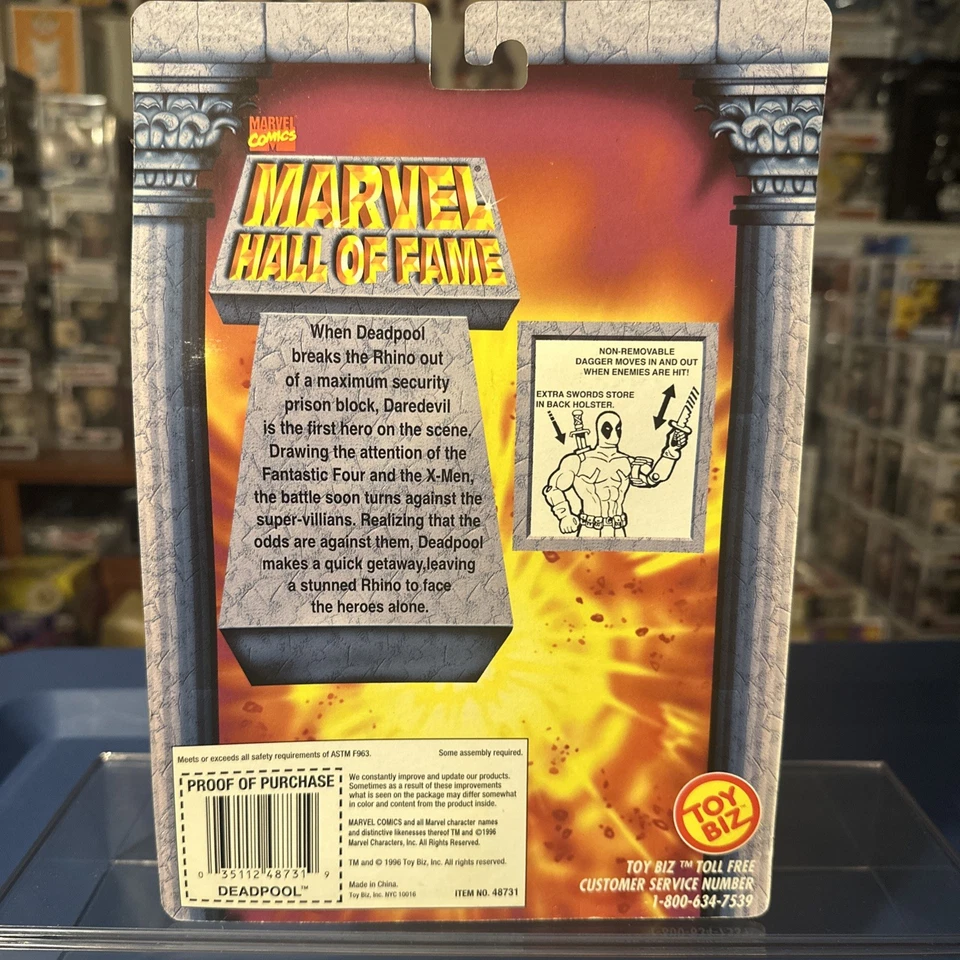 MARVEL
COMICS
MARVEL®
HALL OF FAME
When Deadpool
breaks the Rhino out
of a maximum security
prison block, Daredevil
is the first hero on the scene.
Drawing the attention of the
Fantastic Four and the X-Men,
the battle soon turns against the
super-villians. Realizing that the
odds are against them, Deadpool
makes a quick getaway,leaving
a stunned Rhino to face
the heroes alone.
NON-REMOVABLE
DAGGER MOVES IN AND OUT
WHEN ENEMIES ARE HIT!
EXTRA SWORDS STORE
IN BACK HOLSTER.
Meets or exceeds all safety requirements of ASTM F963.
Some assembly required.
PROOF OF PURCHASE
0 35112 48731 9
DEADPOOL™
We constantly improve and update our products.
Sometimes as a result of these improvements
what is seen on the package may differ somewhat
in color and content from the product inside.
MARVEL COMICS and all Marvel character names
and distinctive likenesses thereof TM and ©1996
Marvel Characters, Inc. All Rights Reserved.
TM and © 1996 Toy Biz, Inc. All rights reserved.
Made in China.
Toy Biz, Inc. NYC 10016
ITEM NO. 48731
TOY
BIZ™
TOY BIZ ™ TOLL FREE
CUSTOMER SERVICE NUMBER
1-800-634-7539